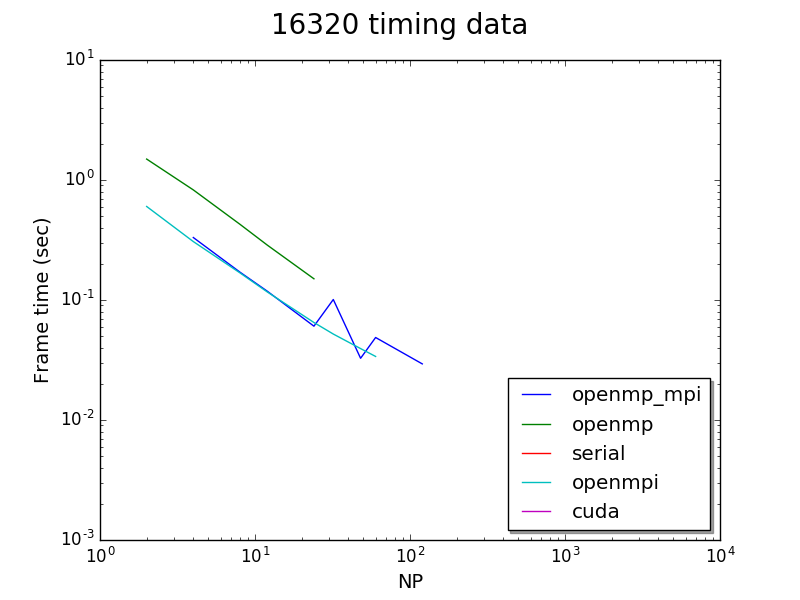 16320 timing data
10^1
10^0
10^-1
10^-2
10^-3
Frame time (sec)
openmp_mpi
openmp
serial
openmpi
cuda
10^0 10^1 10^2 10^3 10^4
NP